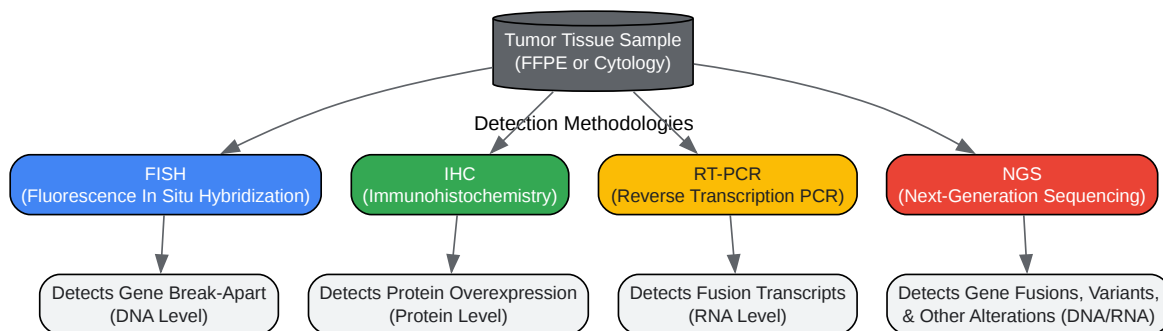 Tumor Tissue Sample
(FFPE or Cytology)
Detection Methodologies
FISH
(Fluorescence In Situ Hybridization)
IHC
(Immunohistochemistry)
RT-PCR
(Reverse Transcription PCR)
NGS
(Next-Generation Sequencing)
Detects Gene Break-Apart
(DNA Level)
Detects Protein Overexpression
(Protein Level)
Detects Fusion Transcripts
(RNA Level)
Detects Gene Fusions, Variants,
& Other Alterations (DNA/RNA)